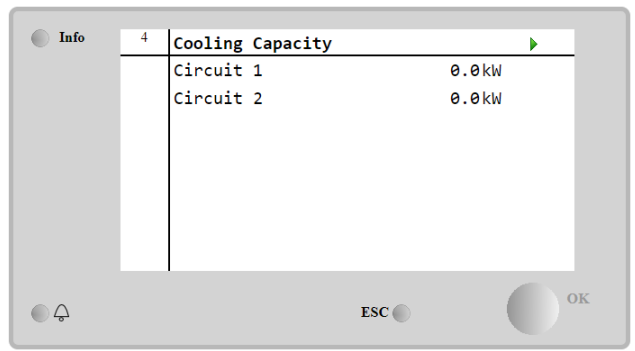 Info
4 Cooling Capacity
Circuit 1 0.0kW
Circuit 2 0.0kW
ESC
OK